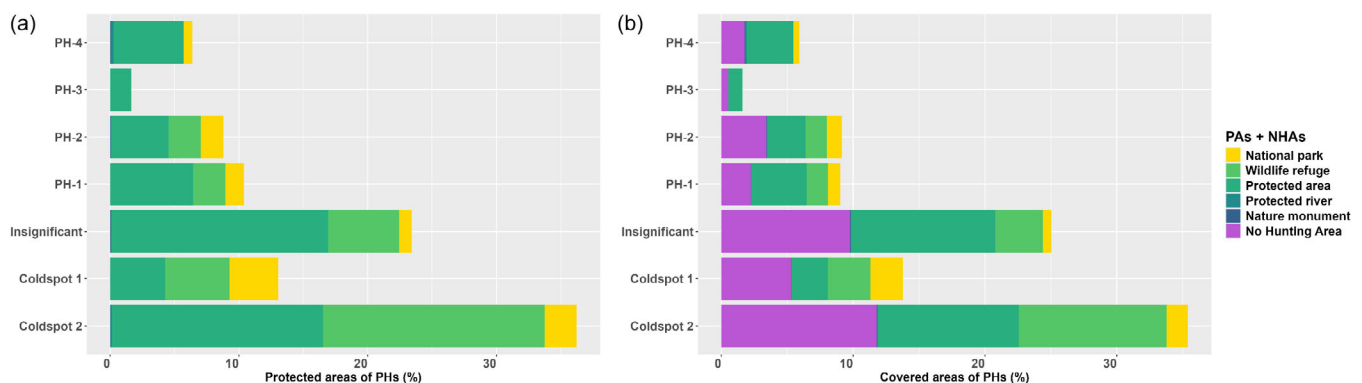 (a)
PH-4
PH-3
PH-2
PH-1
Insignificant
Coldspot 1
Coldspot 2
0 10 20 30
Protected areas of PHs (%)
(b)
PH-4
PH-3
PH-2
PH-1
Insignificant
Coldspot 1
Coldspot 2
0 10 20 30
Covered areas of PHs (%)
PAs + NHAs
National park
Wildlife refuge
Protected area
Protected river
Nature monument
No Hunting Area